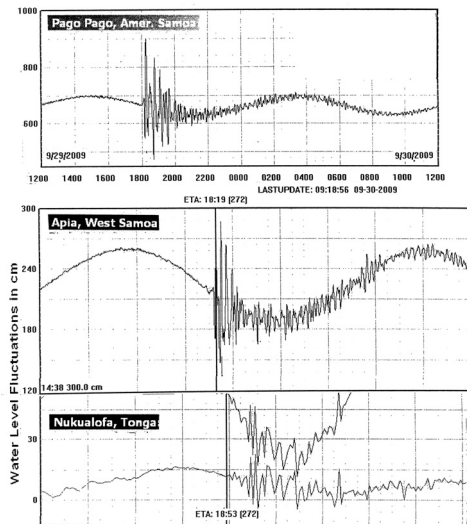 1000
Pago Pago, Amer. Samoa
800
600
9/29/2009 9/30/2009
1200 1400 1600 1800 2000 2200 0000 0200 0400 0600 0800 1000 1200
LASTUPDATE: 09:18:56 09-30-2009
ETA: 18:19 [272]
300
Apia, West Samoa
240
180
120
14:38 300.0 cm
Water Level Fluctuations in cm
Nukualofa, Tonga
30
0
ETA: 18:53 [272]